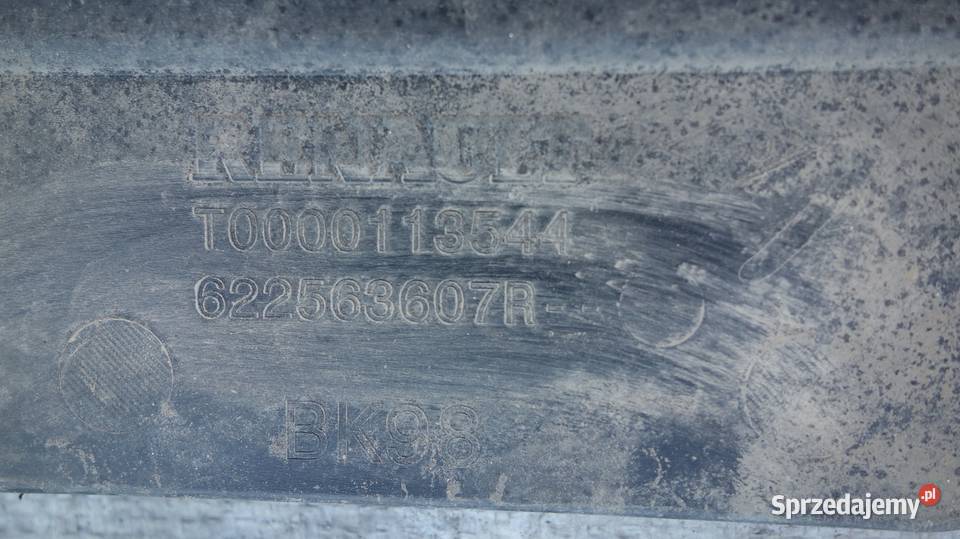 RENAULT
T0000113544
622563607R--
BK98
Sprzedajemy.pl